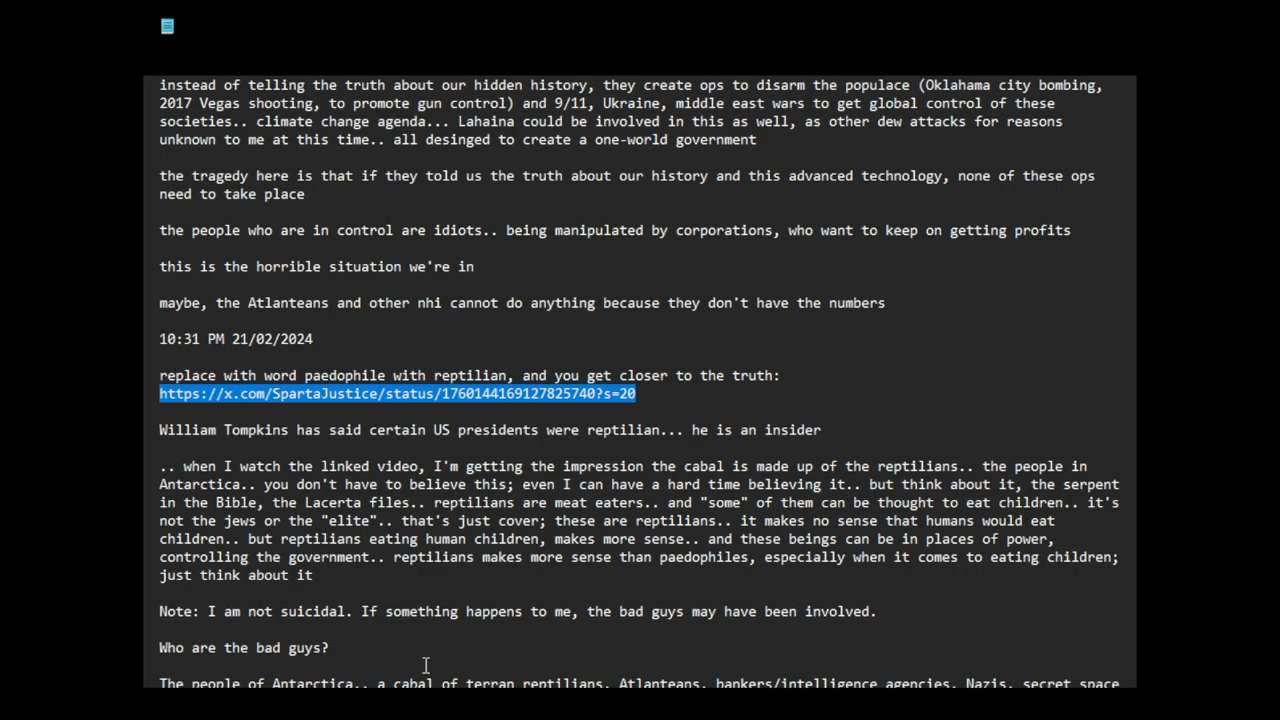 instead of telling the truth about our hidden history, they create ops to disarm the populace (Oklahoma city bombing,
2017 Vegas shooting, to promote gun control) and 9/11, Ukraine, middle east wars to get global control of these
societies.. climate change agenda... Lahaina could be involved in this as well, as other dew attacks for reasons
unknown to me at this time.. all desinged to create a one-world government
the tragedy here is that if they told us the truth about our history and this advanced technology, none of these ops
need to take place
the people who are in control are idiots.. being manipulated by corporations, who want to keep on getting profits
this is the horrible situation we're in
maybe, the Atlanteans and other nhi cannot do anything because they don't have the numbers
10:31 PM 21/02/2024
replace with word paedophile with reptilian, and you get closer to the truth:
https://x.com/SpartaJustice/status/1760144169127825740?s=20
William Tompkins has said certain US presidents were reptilian... he is an insider
.. when I watch the linked video, I'm getting the impression the cabal is made up of the reptilians.. the people in
Antarctica.. you don't have to believe this; even I can have a hard time believing it.. but think about it, the serpent
in the Bible, the Lacerta files.. reptilians are meat eaters.. and "some" of them can be thought to eat children.. it's
not the jews or the "elite".. that's just cover; these are reptilians.. it makes no sense that humans would eat
children.. but reptilians eating human children, makes more sense.. and these beings can be in places of power,
controlling the government.. reptilians makes more sense than paedophiles, especially when it comes to eating children;
just think about it
Note: I am not suicidal. If something happens to me, the bad guys may have been involved.
Who are the bad guys?
The people of Antarctica.. a cabal of terran reptilians, Atlanteans, bankers/intelligence agencies, Nazis, secret space